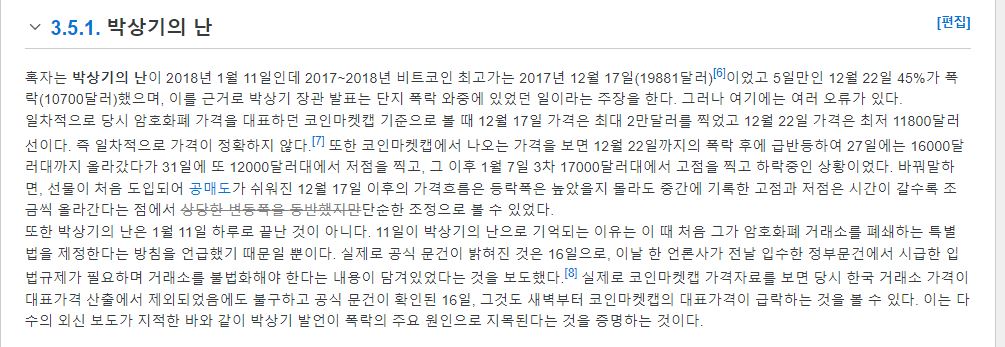 3.5.1. 박상기의 난
[편집]
혹자는 박상기의 난이 2018년 1월 11일인데 2017~2018년 비트코인 최고가는 2017년 12월 17일(19881달러)[6]이었고 5일만인 12월 22일 45%가 폭
락(10700달러)했으며, 이를 근거로 박상기 장관 발표는 단지 폭락 와중에 있었던 일이라는 주장을 한다. 그러나 여기에는 여러 오류가 있다.
일차적으로 당시 암호화폐 가격을 대표하던 코인마켓캡 기준으로 볼 때 12월 17일 가격은 최대 2만달러를 찍었고 12월 22일 가격은 최저 11800달러
선이다. 즉 일차적으로 가격이 정확하지 않다.[7] 또한 코인마켓캡에서 나오는 가격을 보면 12월 22일까지의 폭락 후에 급반등하여 27일에는 16000달
러대까지 올라갔다가 31일에 또 12000달러대에서 저점을 찍고, 그 이후 1월 7일 3차 17000달러대에서 고점을 찍고 하락중인 상황이었다. 바꿔말하
면, 선물이 처음 도입되어 공매도가 쉬워진 12월 17일 이후의 가격흐름은 등락폭은 높았을지 몰라도 중간에 기록한 고점과 저점은 시간이 갈수록 조
금씩 올라간다는 점에서 상당한 변동폭을 동반했지만단순한 조정으로 볼 수 있었다.
또한 박상기의 난은 1월 11일 하루로 끝난 것이 아니다. 11일이 박상기의 난으로 기억되는 이유는 이 때 처음 그가 암호화폐 거래소를 폐쇄하는 특별
법을 제정한다는 방침을 언급했기 때문일 뿐이다. 실제로 공식 문건이 밝혀진 것은 16일으로, 이날 한 언론사가 전날 입수한 정부문건에서 시급한 입
법규제가 필요하며 거래소를 불법화해야 한다는 내용이 담겨있었다는 것을 보도했다.[8] 실제로 코인마켓캡 가격자료를 보면 당시 한국 거래소 가격이
대표가격 산출에서 제외되었음에도 불구하고 공식 문건이 확인된 16일, 그것도 새벽부터 코인마켓캡의 대표가격이 급락하는 것을 볼 수 있다. 이는 다
수의 외신 보도가 지적한 바와 같이 박상기 발언이 폭락의 주요 원인으로 지목된다는 것을 증명하는 것이다.